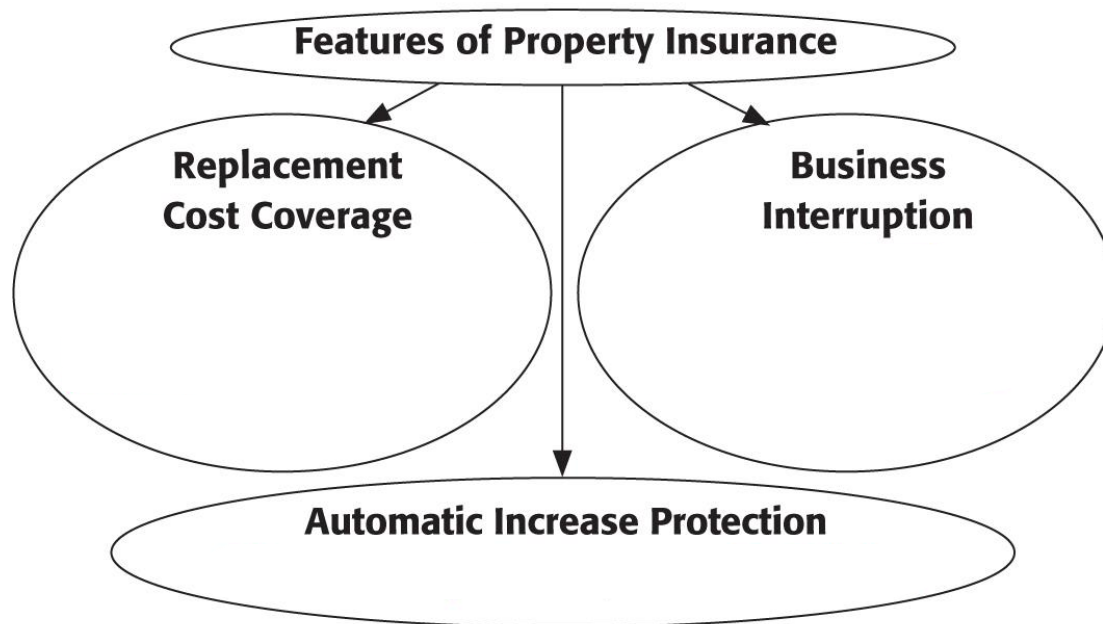 Features of Property Insurance
Replacement
Cost Coverage
Business
Interruption
Automatic Increase Protection